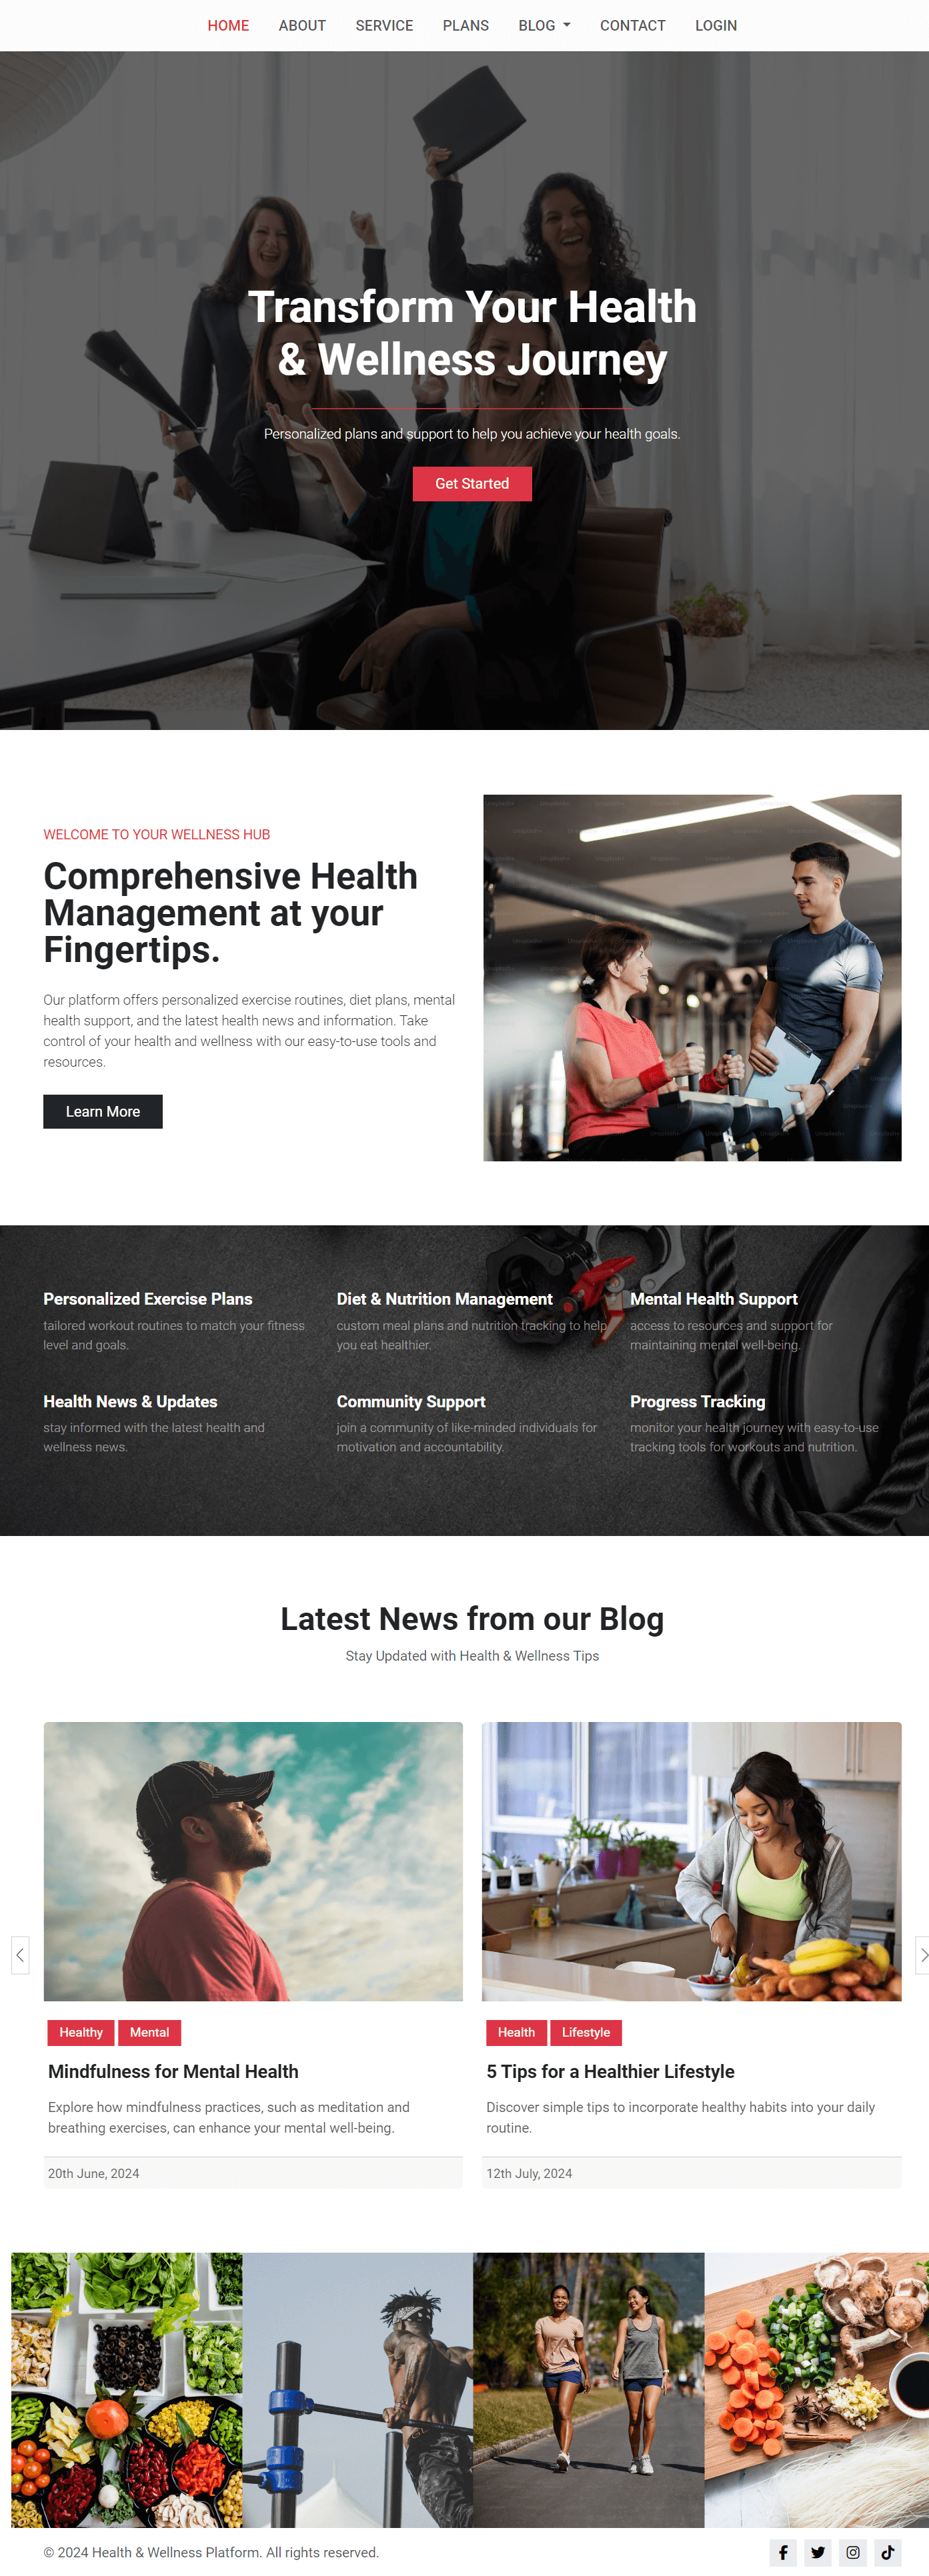 HOME ABOUT SERVICE PLANS BLOG CONTACT LOGIN
Transform Your Health
& Wellness Journey
Personalized plans and support to help you achieve your health goals.
Get Started
WELCOME TO YOUR WELLNESS HUB
Comprehensive Health
Management at your
Fingertips.
Our platform offers personalized exercise routines, diet plans, mental
health support, and the latest health news and information. Take
control of your health and wellness with our easy-to-use tools and
resources.
Learn More
Personalized Exercise Plans
tailored workout routines to match your fitness
level and goals.
Diet & Nutrition Management
custom meal plans and nutrition tracking to help
you eat healthier.
Mental Health Support
access to resources and support for
maintaining mental well-being.
Health News & Updates
stay informed with the latest health and
wellness news.
Community Support
join a community of like-minded individuals for
motivation and accountability.
Progress Tracking
monitor your health journey with easy-to-use
tracking tools for workouts and nutrition.
Latest News from our Blog
Stay Updated with Health & Wellness Tips
Healthy Mental
Mindfulness for Mental Health
Explore how mindfulness practices, such as meditation and
breathing exercises, can enhance your mental well-being.
20th June, 2024
Health Lifestyle
5 Tips for a Healthier Lifestyle
Discover simple tips to incorporate healthy habits into your daily
routine.
12th July, 2024
© 2024 Health & Wellness Platform. All rights reserved.